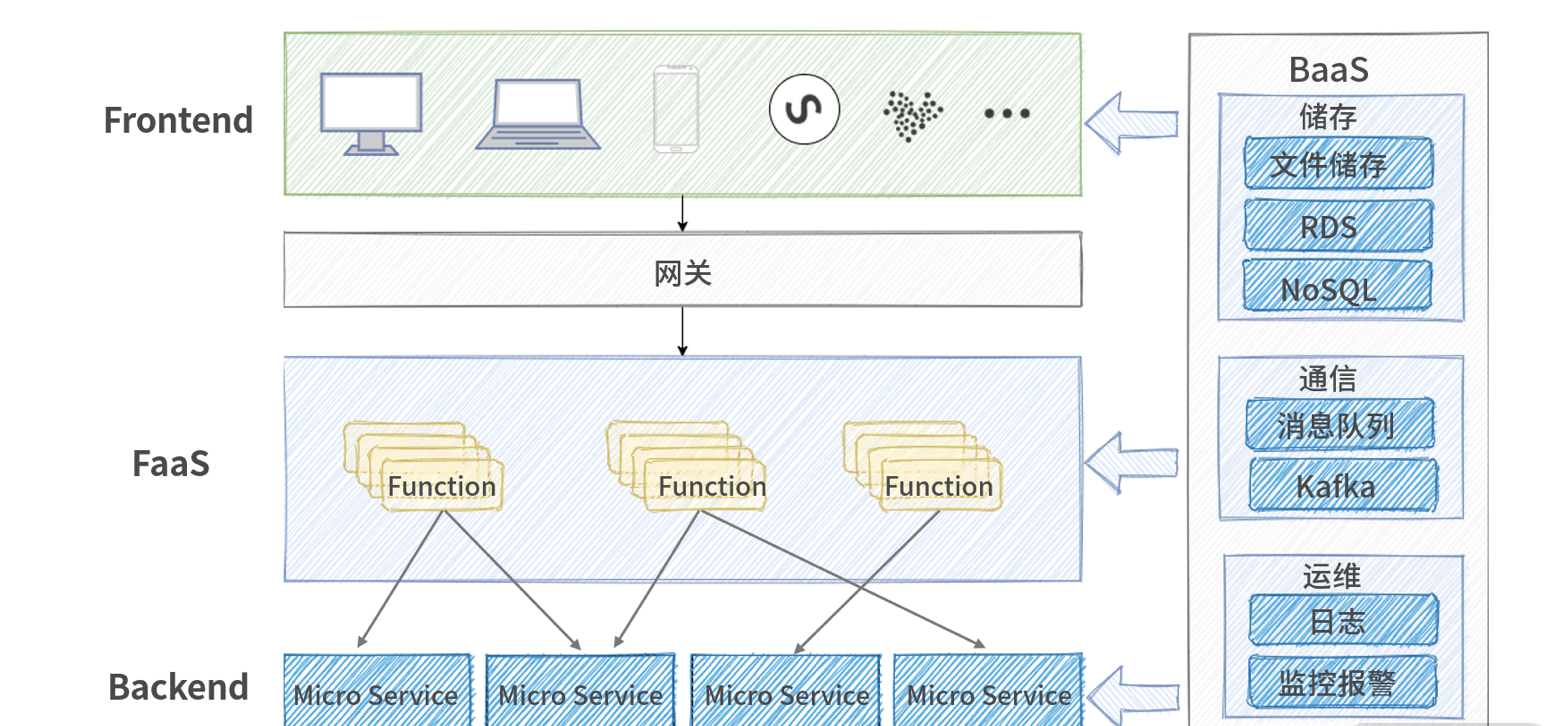 Frontend
网关
FaaS
Function
Function
Function
Backend
Micro Service
Micro Service
Micro Service
Micro Service
BaaS
储存
文件储存
RDS
NoSQL
通信
消息队列
Kafka
运维
日志
监控报警